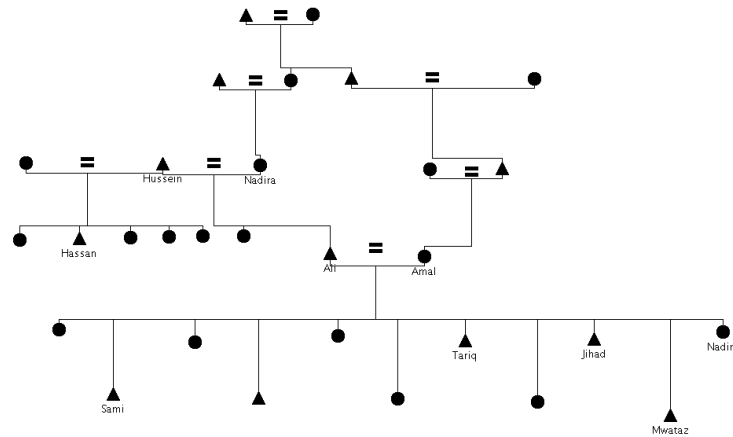 Hussein
Nadira
Hassan
Ali
Amal
Tariq
Jihad
Nadir
Sami
Mwataz